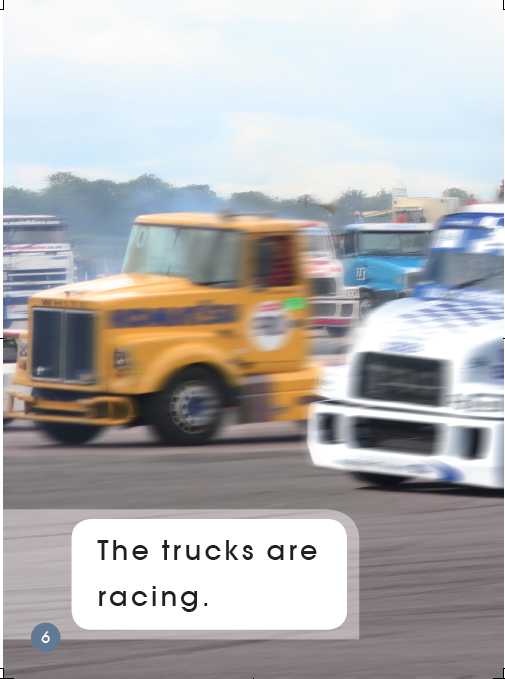 The trucks are
racing.
6